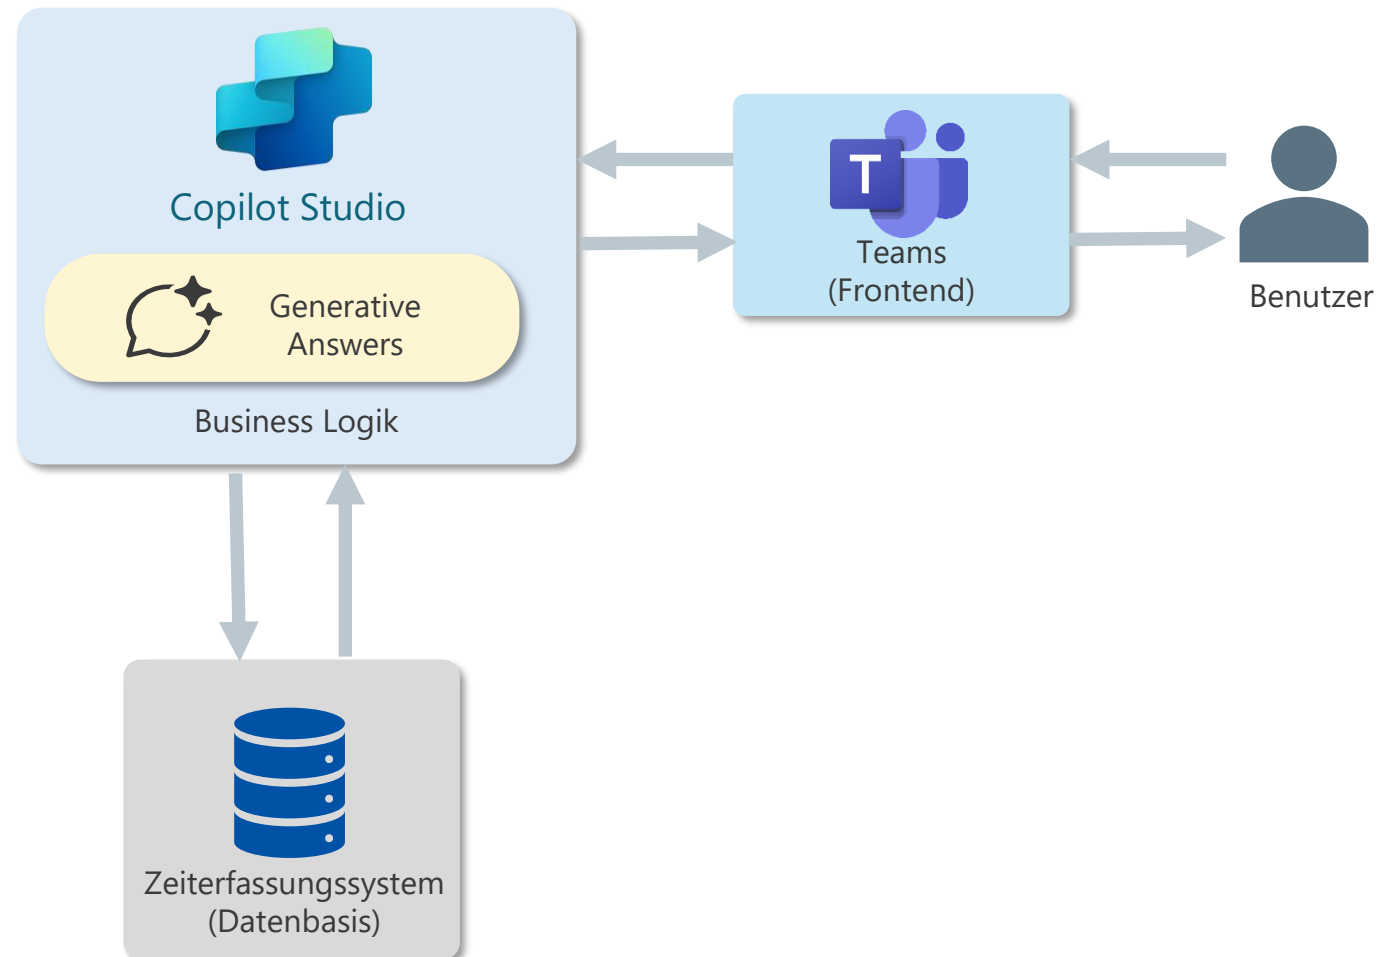 Copilot Studio
Generative
Answers
Business Logik
T
Teams
(Frontend)
Benutzer
Zeiterfassungssystem
(Datenbasis)